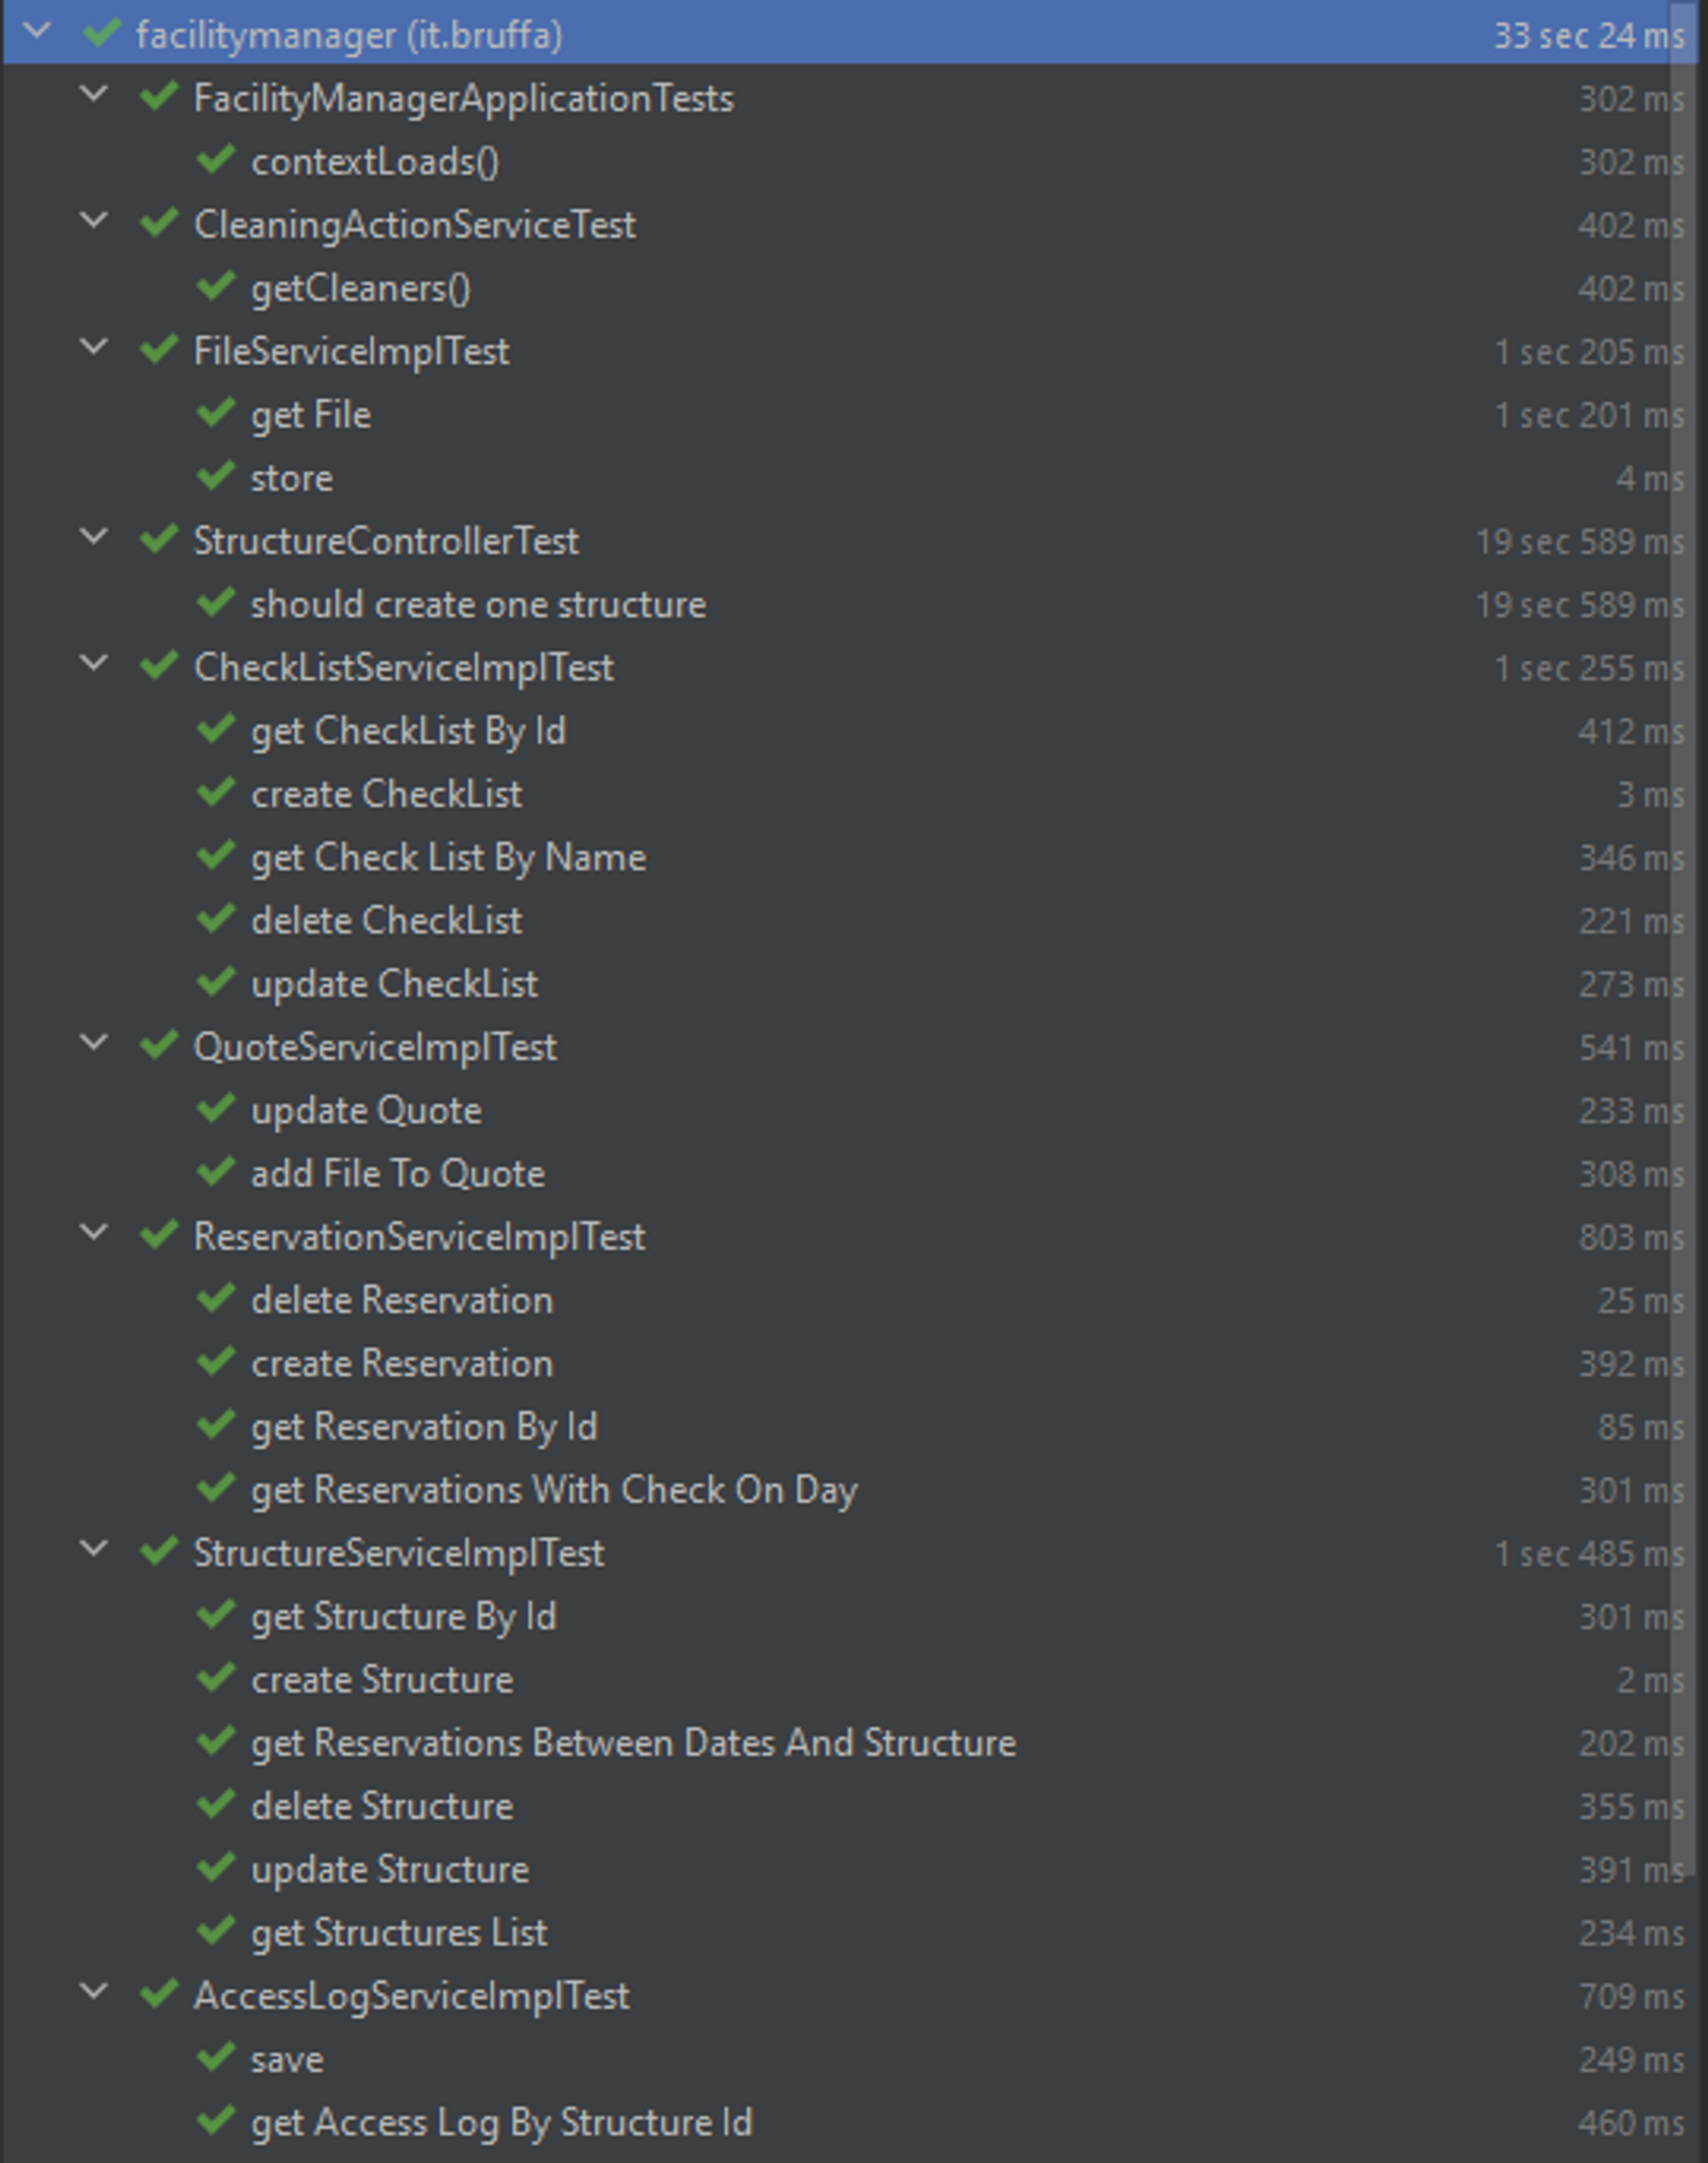 facilitymanager (it.bruffa) 33 sec 24 ms
FacilityManagerApplicationTests 302 ms
contextLoads() 302 ms
CleaningActionServiceTest 402 ms
getCleaners() 402 ms
FileServiceImplTest 1 sec 205 ms
get File 1 sec 201 ms
store 4 ms
StructureControllerTest 19 sec 589 ms
should create one structure 19 sec 589 ms
CheckListServiceImplTest 1 sec 255 ms
get CheckList By Id 412 ms
create CheckList 3 ms
get Check List By Name 346 ms
delete CheckList 221 ms
update CheckList 273 ms
QuoteServiceImplTest 541 ms
update Quote 233 ms
add File To Quote 308 ms
ReservationServiceImplTest 803 ms
delete Reservation 25 ms
create Reservation 392 ms
get Reservation By Id 85 ms
get Reservations With Check On Day 301 ms
StructureServiceImplTest 1 sec 485 ms
get Structure By Id 301 ms
create Structure 2 ms
get Reservations Between Dates And Structure 202 ms
delete Structure 355 ms
update Structure 391 ms
get Structures List 234 ms
AccessLogServiceImplTest 709 ms
save 249 ms
get Access Log By Structure Id 460 ms